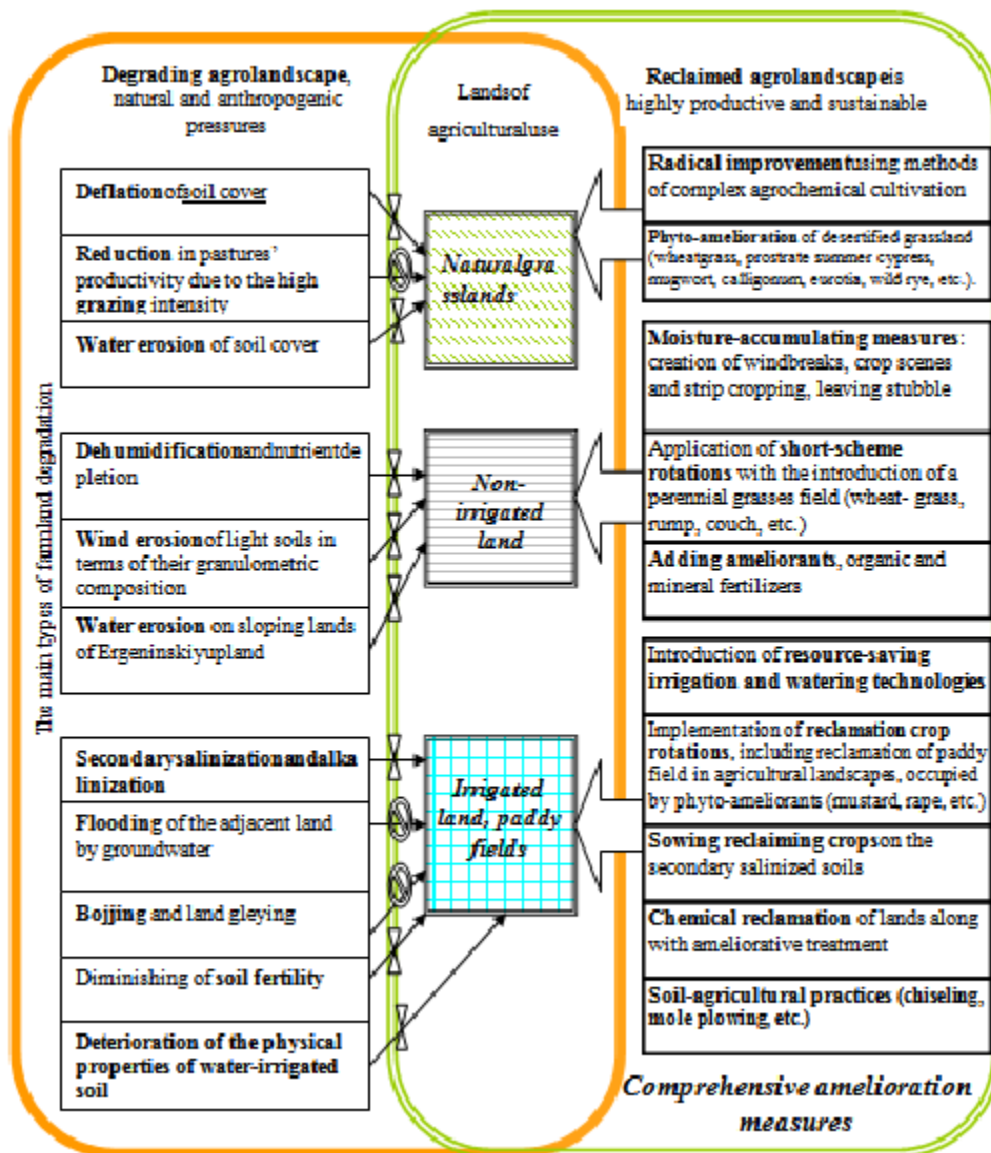 Degrading agrolandscape,
natural and anthropogenic
pressures
Landsof
agriculturaluse
Reclaimed agrolandscapeis
highly productive and sustainable
The main types of farmland degradation
Deflationofsoil cover
Reduction in pastures'
productivity due to the high
grazing intensity
Water erosion of soil cover
Naturalgra
sslands
Radical improvementusing methods
of complex agrochemical cultivation
Phyto-amelioration of desertified grassland
(wheatgrass, prostrate summer cypress,
mugwort, calligonum, eurotia, wild rye, etc.).
Dehumidificationandnutrientde
pletion
Wind erosionof light soils in
terms of their granulometric
composition
Water erosion on sloping lands
of Ergeninskiyupland
Non-
irrigated
land
Moisture-accumulating measures:
creation of windbreaks, crop scenes
and strip cropping, leaving stubble
Application of short-scheme
rotations with the introduction of a
perennial grasses field (wheat- grass,
rump, couch, etc.)
Adding ameliorants, organic and
mineral fertilizers
Secondarysalinizationandalka
linization
Flooding of the adjacent land
by groundwater
Bojjing and land gleying
Diminishing of soil fertility
Deterioration of the physical
properties of water-irrigated
soil
Irrigated
land, paddy
fields
Introduction of resource-saving
irrigation and watering technologies
Implementation of reclamation crop
rotations, including reclamation of paddy
field in agricultural landscapes, occupied
by phyto-ameliorants (mustard, rape, etc.)
Sowing reclaiming cropson the
secondary salinized soils
Chemical reclamation of lands along
with ameliorative treatment
Soil-agricultural practices (chiseling,
mole plowing, etc.)
Comprehensive amelioration
measures